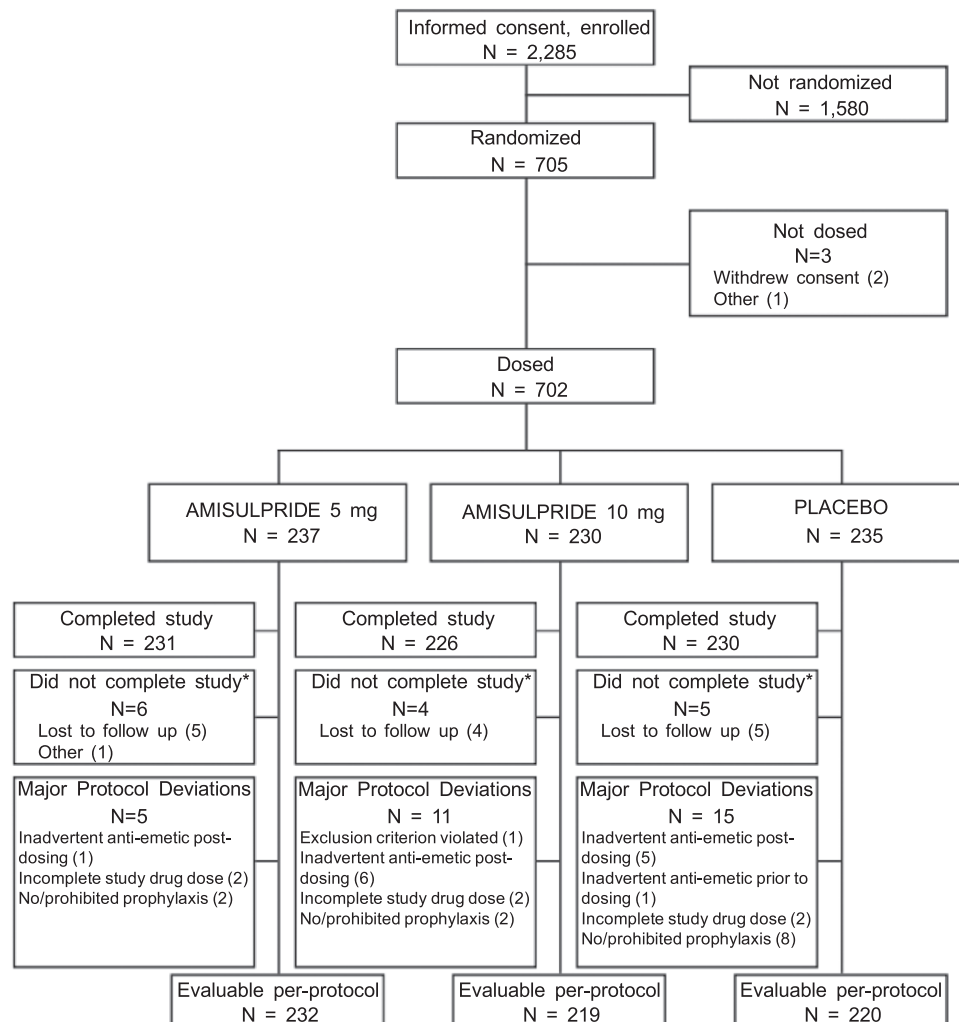 Informed consent, enrolled
N = 2,285
Not randomized
N = 1,580
Randomized
N = 705
Not dosed
N=3
Withdrew consent (2)
Other (1)
Dosed
N = 702
AMISULPRIDE 5 mg
N = 237
AMISULPRIDE 10 mg
N = 230
PLACEBO
N = 235
Completed study
N = 231
Completed study
N = 226
Completed study
N = 230
Did not complete study*
N=6
Lost to follow up (5)
Other (1)
Did not complete study*
N=4
Lost to follow up (4)
Did not complete study*
N=5
Lost to follow up (5)
Major Protocol Deviations
N=5
Inadvertent anti-emetic post-
dosing (1)
Incomplete study drug dose (2)
No/prohibited prophylaxis (2)
Major Protocol Deviations
N = 11
Exclusion criterion violated (1)
Inadvertent anti-emetic post-
dosing (6)
Incomplete study drug dose (2)
No/prohibited prophylaxis (2)
Major Protocol Deviations
N = 15
Inadvertent anti-emetic post-
dosing (5)
Inadvertent anti-emetic prior to
dosing (1)
Incomplete study drug dose (2)
No/prohibited prophylaxis (8)
Evaluable per-protocol
N = 232
Evaluable per-protocol
N = 219
Evaluable per-protocol
N = 220